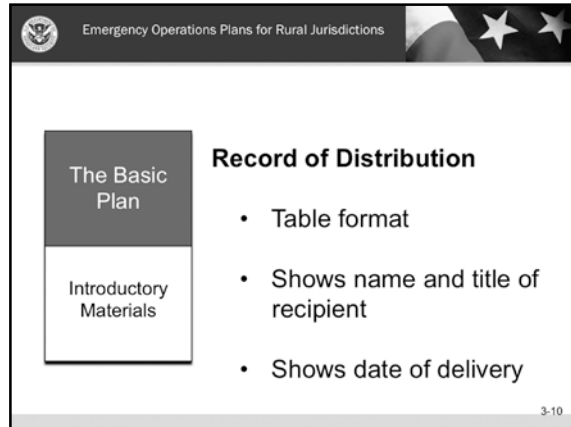 Emergency Operations Plans for Rural Jurisdictions
The Basic
Plan
Introductory
Materials
Record of Distribution
• Table format
• Shows name and title of
recipient
• Shows date of delivery
3-10